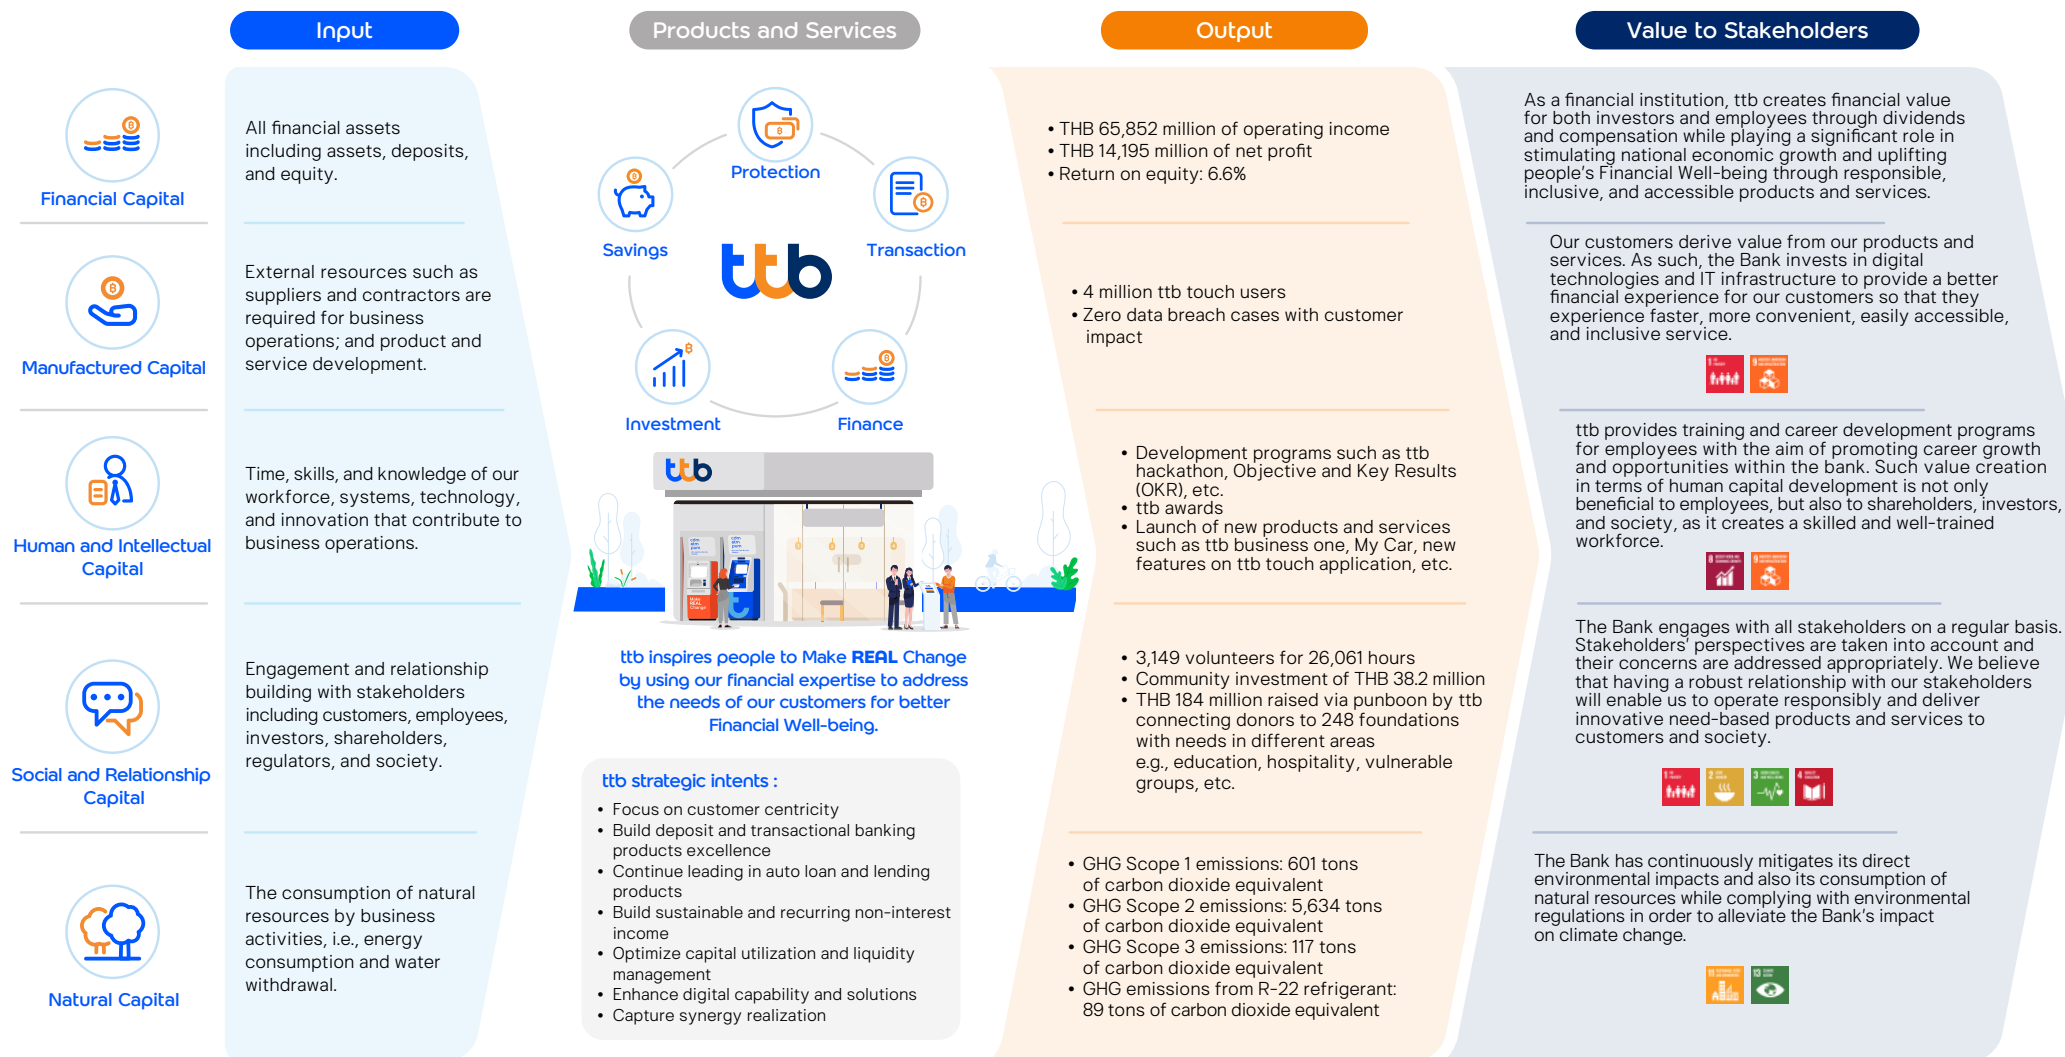 Input
Products and Services
Output
Value to Stakeholders
Financial Capital
All financial assets
including assets, deposits,
and equity.
Manufactured Capital
External resources such as
suppliers and contractors are
required for business
operations; and product and
service development.
Human and Intellectual
Capital
Time, skills, and knowledge of our
workforce, systems, technology,
and innovation that contribute to
business operations.
Social and Relationship
Capital
Engagement and relationship
building with stakeholders
including customers, employees,
investors, shareholders,
regulators, and society.
Natural Capital
The consumption of natural
resources by business
activities, i.e., energy
consumption and water
withdrawal.
Protection
Savings
Transaction
ttb
Investment
Finance
ttb
Make
REAL
Change
ttb inspires people to Make REAL Change
by using our financial expertise to address
the needs of our customers for better
Financial Well-being.
ttb strategic intents :
• Focus on customer centricity
• Build deposit and transactional banking
products excellence
• Continue leading in auto loan and lending
products
• Build sustainable and recurring non-interest
income
• Optimize capital utilization and liquidity
management
• Enhance digital capability and solutions
• Capture synergy realization
• THB 65,852 million of operating income
• THB 14,195 million of net profit
• Return on equity: 6.6%
• 4 million ttb touch users
• Zero data breach cases with customer
impact
• Development programs such as ttb
hackathon, Objective and Key Results
(OKR), etc.
• ttb awards
• Launch of new products and services
such as ttb business one, My Car, new
features on ttb touch application, etc.
• 3,149 volunteers for 26,061 hours
• Community investment of THB 38.2 million
• THB 184 million raised via punboon by ttb
connecting donors to 248 foundations
with needs in different areas
e.g., education, hospitality, vulnerable
groups, etc.
• GHG Scope 1 emissions: 601 tons
of carbon dioxide equivalent
• GHG Scope 2 emissions: 5,634 tons
of carbon dioxide equivalent
• GHG Scope 3 emissions: 117 tons
of carbon dioxide equivalent
• GHG emissions from R-22 refrigerant:
89 tons of carbon dioxide equivalent
As a financial institution, ttb creates financial value
for both investors and employees through dividends
and compensation while playing a significant role in
stimulating national economic growth and uplifting
people's Financial Well-being through responsible,
inclusive, and accessible products and services.
Our customers derive value from our products and
services. As such, the Bank invests in digital
technologies and IT infrastructure to provide a better
financial experience for our customers so that they
experience faster, more convenient, easily accessible,
and inclusive service.
ttb provides training and career development programs
for employees with the aim of promoting career growth
and opportunities within the bank. Such value creation
in terms of human capital development is not only
beneficial to employees, but also to shareholders, investors,
and society, as it creates a skilled and well-trained
workforce.
The Bank engages with all stakeholders on a regular basis.
Stakeholders' perspectives are taken into account and
their concerns are addressed appropriately. We believe
that having a robust relationship with our stakeholders
will enable us to operate responsibly and deliver
innovative need-based products and services to
customers and society.
The Bank has continuously mitigates its direct
environmental impacts and also its consumption of
natural resources while complying with environmental
regulations in order to alleviate the Bank's impact
on climate change.